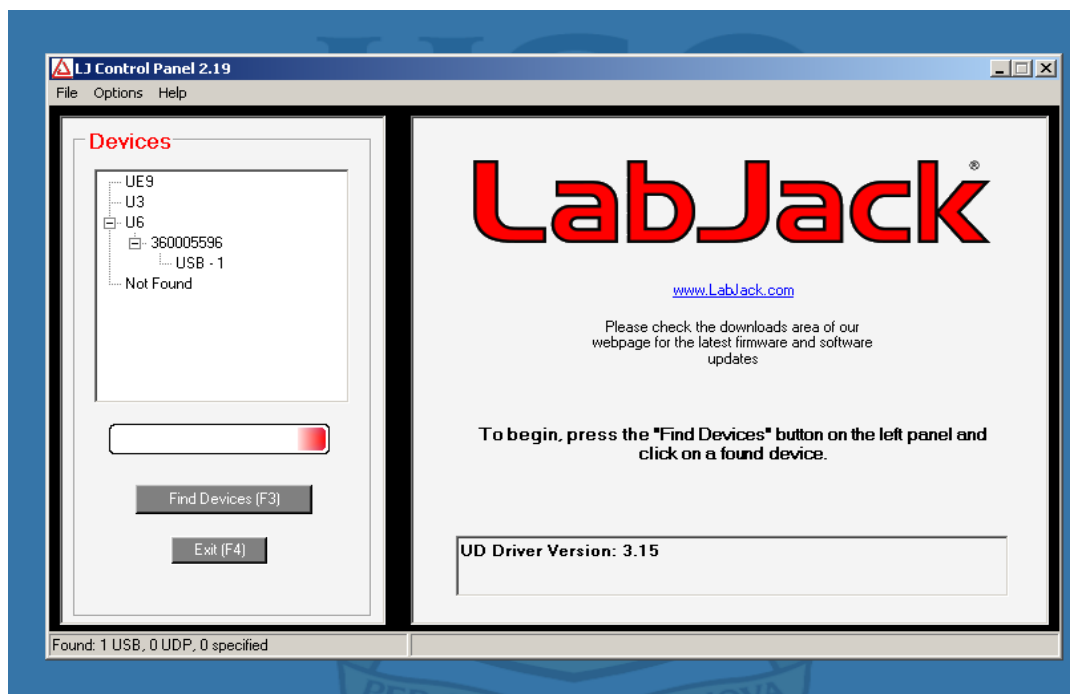 LJ Control Panel 2.19
File Options Help
Devices
UE9
U3
U6
360005596
USB - 1
Not Found
Find Devices (F3)
Exit (F4)
LabJack®
www.LabJack.com
Please check the downloads area of our
webpage for the latest firmware and software
updates
To begin, press the "Find Devices" button on the left panel and
click on a found device.
UD Driver Version: 3.15
Found: 1 USB, 0 UDP, 0 specified